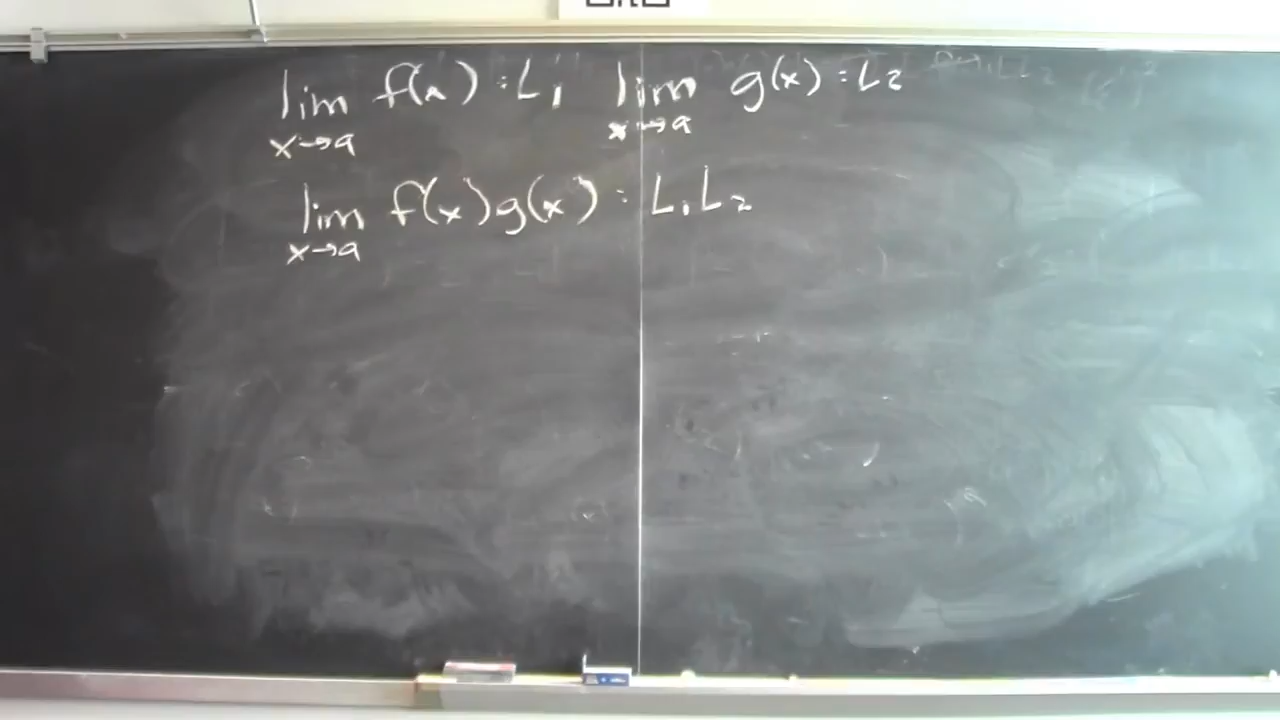 lim f(x) = L₁ lim g(x) = L₂
x→a x→a
lim f(x)g(x) = L₁L₂
x→a